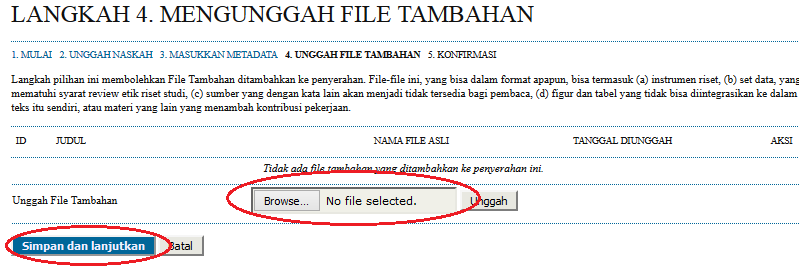 LANGKAH 4. MENGUNGGAH FILE TAMBAHAN
1. MULAI 2. UNGGAH NASKAH 3. MASUKKAN METADATA 4. UNGGAH FILE TAMBAHAN 5. KONFIRMASI
Langkah pilihan ini membolehkan File Tambahan ditambahkan ke penyerahan. File-file ini, yang bisa dalam format apapun, bisa termasuk (a) instrumen riset, (b) set data, yang
mematuhi syarat review etik riset studi, (c) sumber yang dengan kata lain akan menjadi tidak tersedia bagi pembaca, (d) figur dan tabel yang tidak bisa diintegrasikan ke dalam
teks itu sendiri, atau materi yang lain yang menambah kontribusi pekerjaan.
ID JUDUL NAMA FILE ASLI TANGGAL DIUNGGAH AKSI
Tidak ada file tambahan yang ditambahkan ke penyerahan ini.
Unggah File Tambahan Browse... No file selected. Unggah
Simpan dan lanjutkan Batal